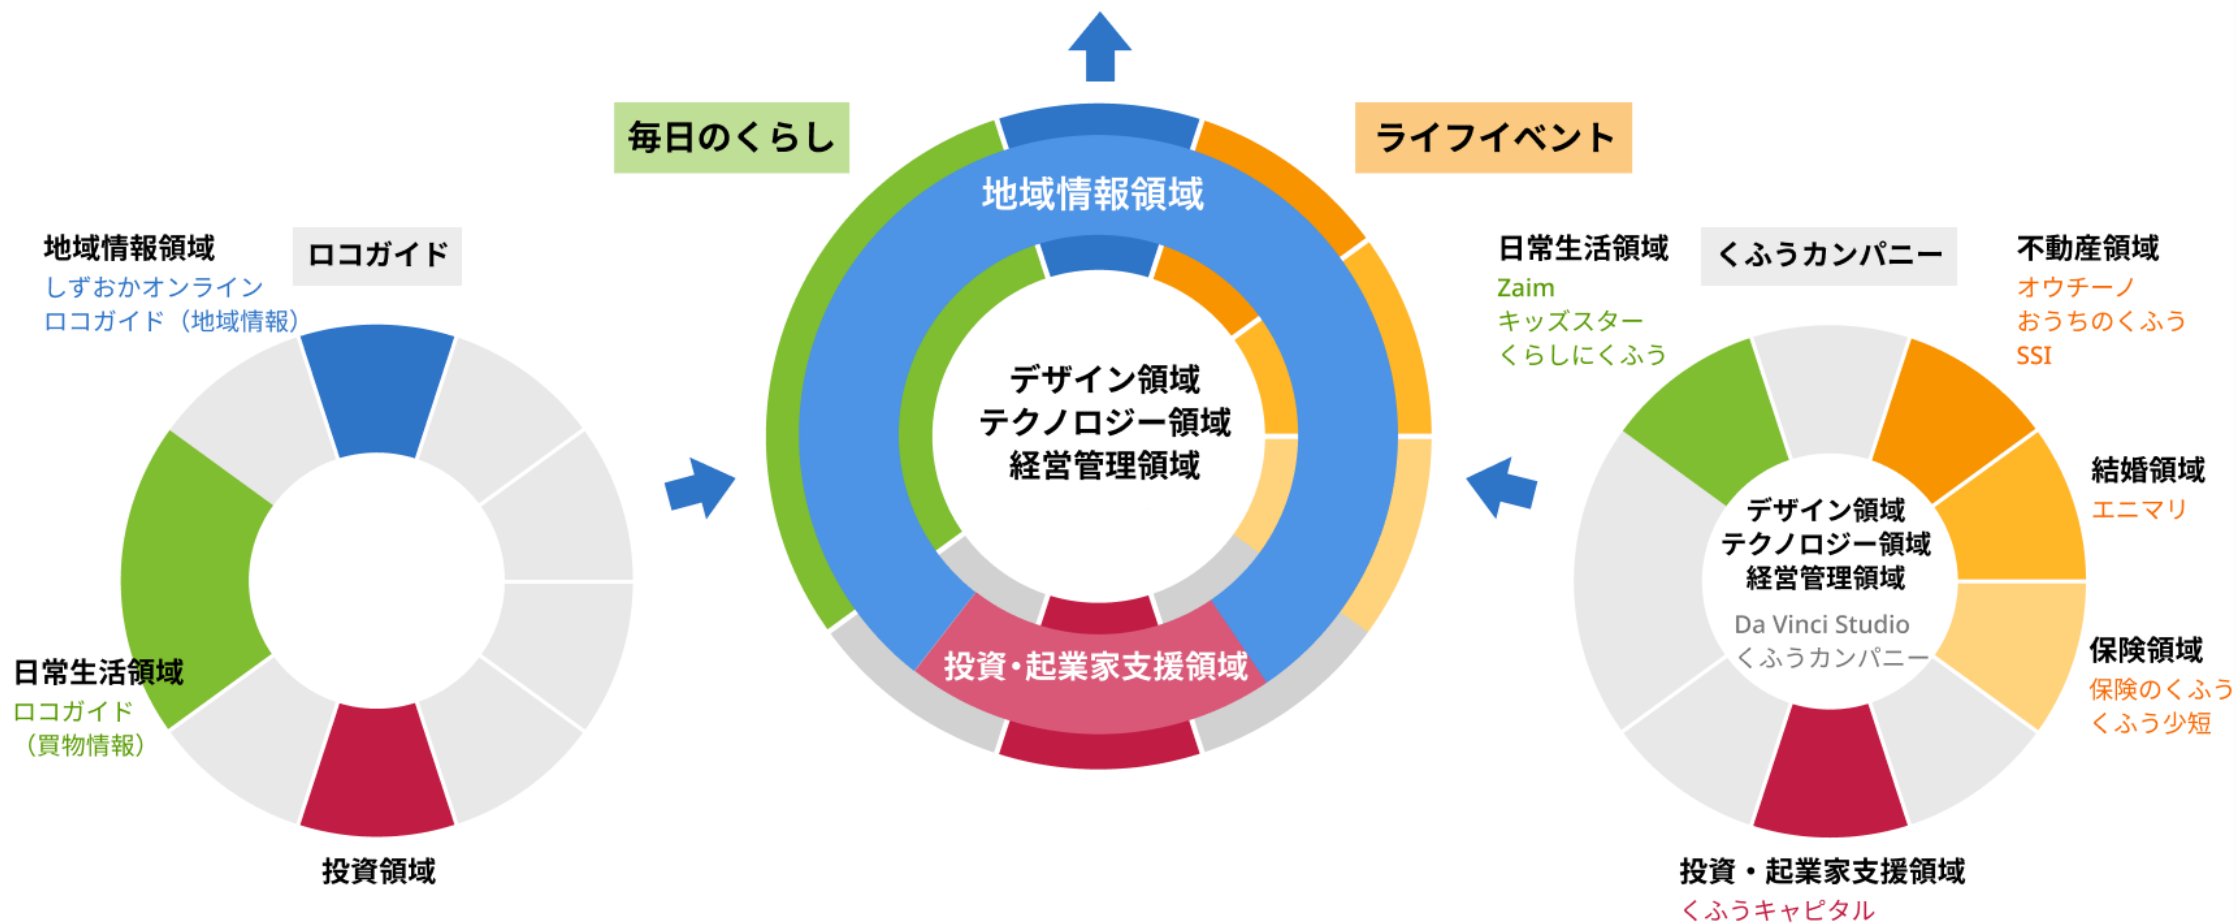 毎日のくらし
ライフイベント
地域情報領域
デザイン領域
テクノロジー領域
経営管理領域
投資・起業家支援領域
ロコガイド
地域情報領域
しずおかオンライン
ロコガイド（地域情報）
日常生活領域
ロコガイド
（買物情報）
投資領域
くふうカンパニー
日常生活領域
Zaim
キッズスター
くらしにくふう
不動産領域
オウチーノ
おうちのくふう
SSI
結婚領域
エニマリ
保険領域
保険のくふう
くふう少短
デザイン領域
テクノロジー領域
経営管理領域
Da Vinci Studio
くふうカンパニー
投資・起業家支援領域
くふうキャピタル